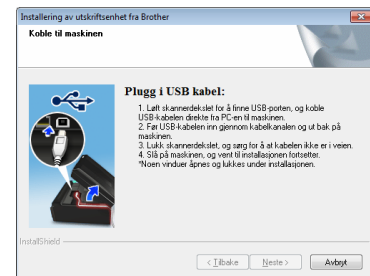 Installering av utskriftsenhet fra Brother
Koble til maskinen
Plugg i USB kabel:
1. Løft skannerdekslet for å finne USB-porten, og koble
USB-kabelen direkte fra PC-en til maskinen.
2. Før USB-kabelen inn gjennom kabelkanalen og ut bak på
maskinen.
3. Lukk skannerdekslet, og sørg for å at kabelen ikke er i veien.
4. Slå på maskinen, og vent til installasjonen fortsetter.
*Noen vinduer åpnes og lukkes under installasjonen.
InstallShield
< Tilbake
Neste >
Avbryt